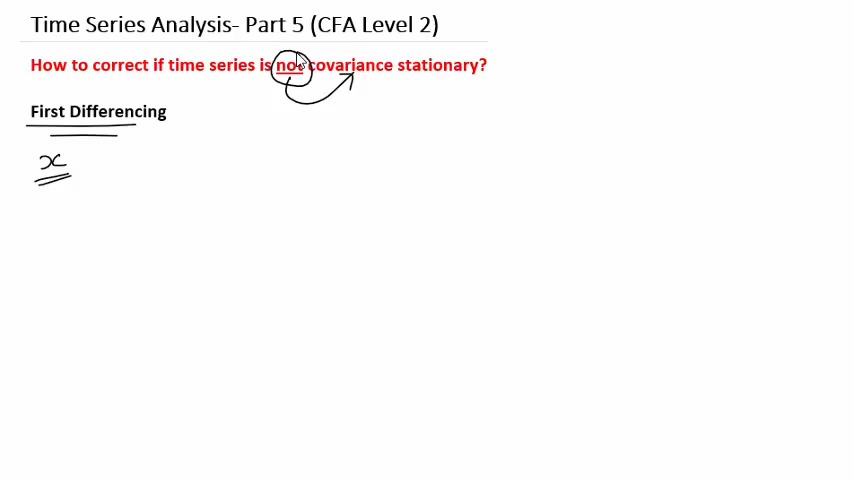 Time Series Analysis- Part 5 (CFA Level 2)
How to correct if time series is not covariance stationary?
First Differencing
x